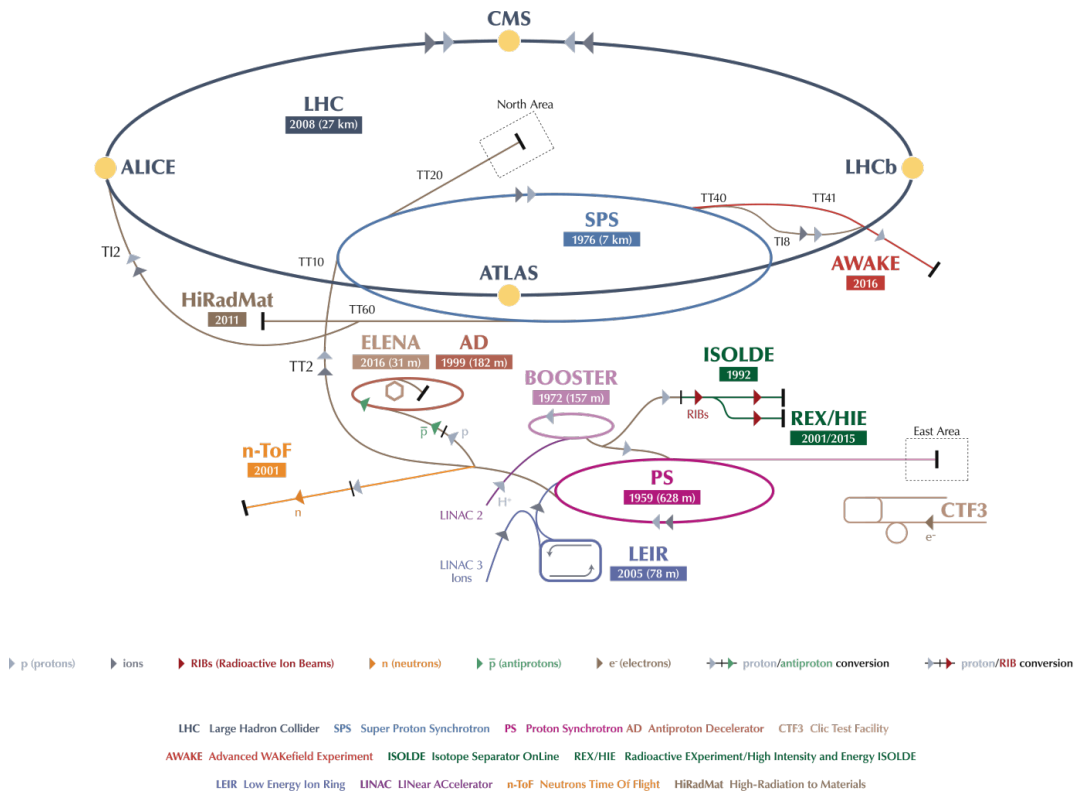 CMS
LHC
2008 (27 km)
North Area
ALICE
LHCb
TT20
TT40
TT41
SPS
1976 (7 km)
TI8
TI2
TT10
ATLAS
AWAKE
2016
HiRadMat
2011
TT60
ELENA
2016 (31 m)
AD
1999 (182 m)
TT2
ISOLDE
1992
BOOSTER
1972 (157 m)
RIBs
REX/HIE
2001/2015
p̅
p
East Area
n-ToF
2001
n
PS
1959 (628 m)
H⁺
LINAC 2
CTF3
e⁻
LEIR
2005 (78 m)
LINAC 3
Ions
p (protons)
ions
RIBs (Radioactive Ion Beams)
n (neutrons)
p̅ (antiprotons)
e⁻ (electrons)
proton/antiproton conversion
proton/RIB conversion
LHC Large Hadron Collider SPS Super Proton Synchrotron PS Proton Synchrotron AD Antiproton Decelerator CTF3 Clic Test Facility
AWAKE Advanced WAKefield Experiment ISOLDE Isotope Separator OnLine REX/HIE Radioactive EXperiment/High Intensity and Energy ISOLDE
LEIR Low Energy Ion Ring LINAC LINear ACcelerator n-ToF Neutrons Time Of Flight HiRadMat High-Radiation to Materials